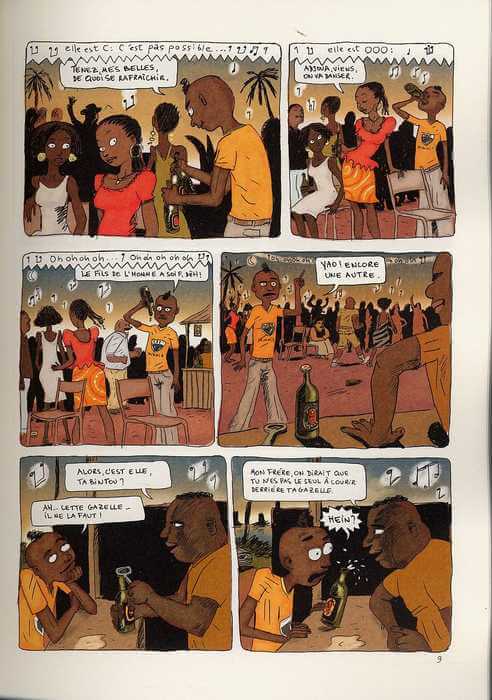 elle est C: C'est pas possible...
TENEZ, MES BELLES,
DE QUOI SE RAFRAÎCHIR.
elle est OOO:
ADJOUA, VIENS,
ON VA DANSER.
Oh oh oh oh... Oh oh oh oh oh
LE FILS DE L'HOMME A SOIF, DÊH!
oh oh oh oh
YAO! ENCORE
UNE AUTRE.
ALORS, C'EST ELLE,
TA BINTOU?
AH... CETTE GAZELLE...
IL ME LA FAUT!
MON FRÈRE, ON DIRAIT QUE
TU N'ES PAS LE SEUL À COURIR
DERRIÈRE TA GAZELLE.
HEIN?
9